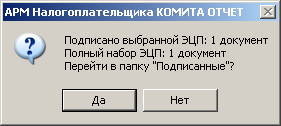 АРМ Налогоплательщика КОМИТА ОТЧЕТ
Подписано выбранной ЭЦП: 1 документ
Полный набор ЭЦП: 1 документ
Перейти в папку "Подписанные"?
Да
Нет